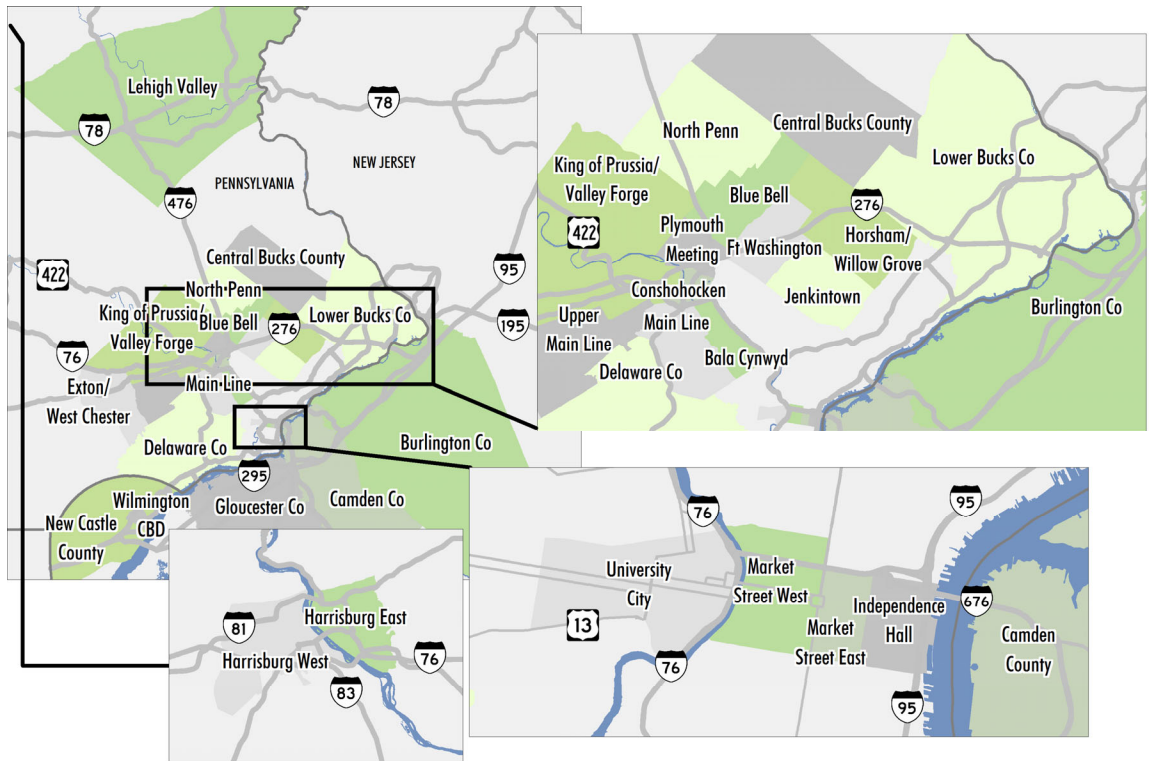 Lehigh Valley
78
78
NEW JERSEY
PENNSYLVANIA
476
422
Central Bucks County
95
North Penn
King of Prussia/
Valley Forge
Blue Bell
276
Lower Bucks Co
195
76
Main Line
Exton/
West Chester
Delaware Co
Burlington Co
295
Wilmington
CBD
Gloucester Co
Camden Co
New Castle
County
Central Bucks County
North Penn
Lower Bucks Co
King of Prussia/
Valley Forge
Blue Bell
276
422
Plymouth
Meeting
Ft Washington
Horsham/
Willow Grove
Conshohocken
Jenkintown
Burlington Co
Upper
Main Line
Main Line
Bala Cynwyd
Delaware Co
Harrisburg East
81
Harrisburg West
76
83
76
95
University
City
Market
Street West
13
Independence
Hall
676
Market
Street East
Camden
County
76
95